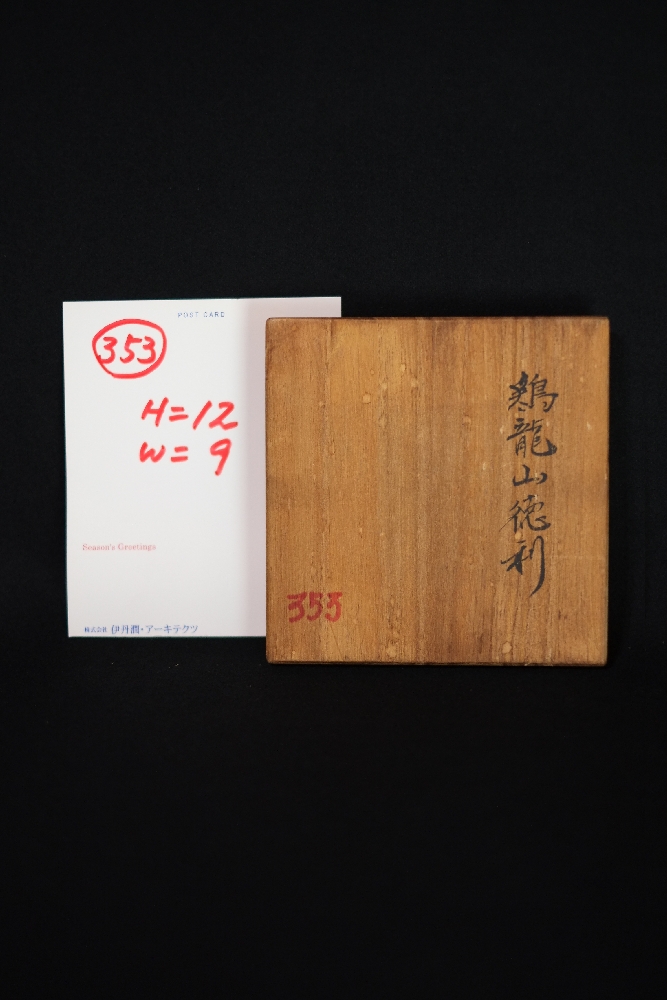 POST CARD
353
H=12
W=9
Season's Greetings
株式会社 伊丹潤・アーキテクツ
鶏龍山徳利
353